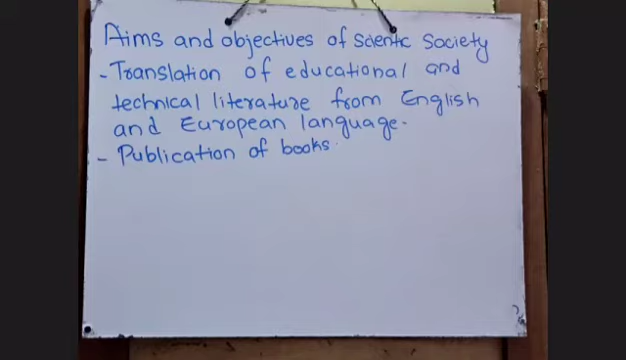 Aims and objectives of Scientic Society
- Translation of educational and
technical literature from English
and European language.
- Publication of books.